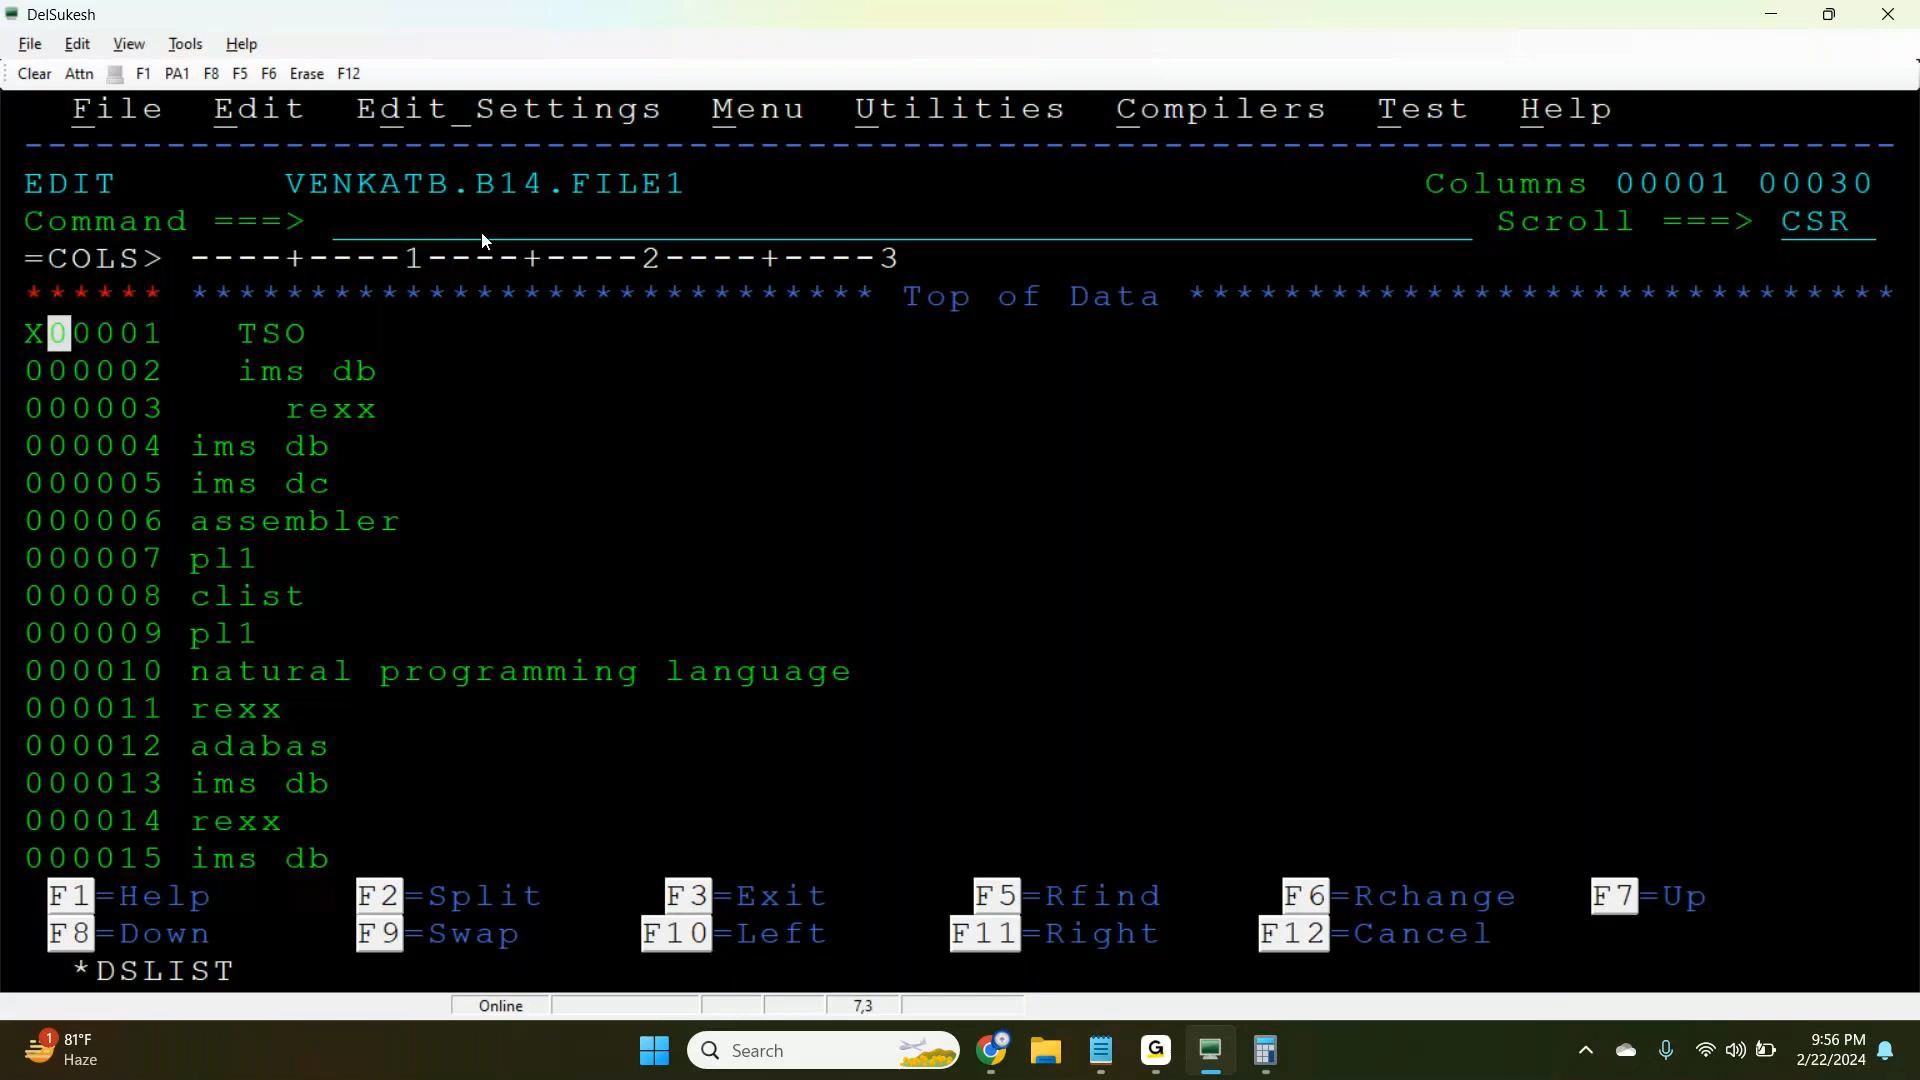 DelSukesh
File Edit View Tools Help
Clear Attn F1 PA1 F8 F5 F6 Erase F12
File Edit Edit_Settings Menu Utilities Compilers Test Help
-------------------------------------------------------------------------------
EDIT VENKATB.B14.FILE1 Columns 00001 00030
Command ===> Scroll ===> CSR
=COLS> ----+----1----+----2----+----3
****** ***************************** Top of Data ******************************
X00001 TSO
000002 ims db
000003 rexx
000004 ims db
000005 ims dc
000006 assembler
000007 pl1
000008 clist
000009 pl1
000010 natural programming language
000011 rexx
000012 adabas
000013 ims db
000014 rexx
000015 ims db
F1=Help F2=Split F3=Exit F5=Rfind F6=Rchange F7=Up
F8=Down F9=Swap F10=Left F11=Right F12=Cancel
*DSLIST
Online 7,3
1 81°F Haze Search G 9:56 PM
2/22/2024